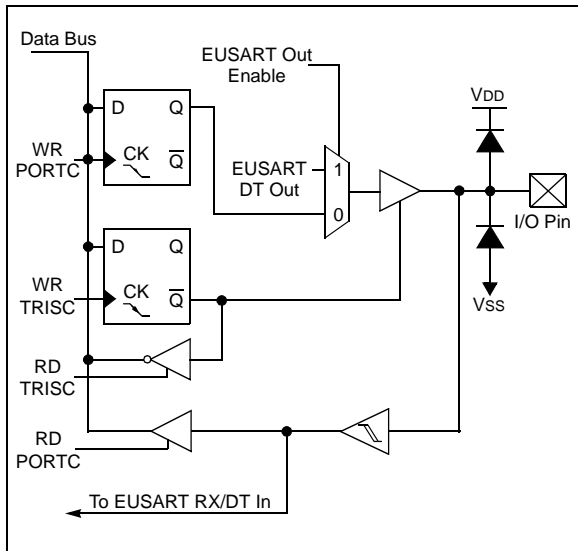 Data Bus
EUSART Out
Enable
VDD
D Q
WR
PORTC
CK Q
EUSART
DT Out
1
0
I/O Pin
D Q
WR
TRISC
CK Q
VSS
RD
TRISC
RD
PORTC
To EUSART RX/DT In